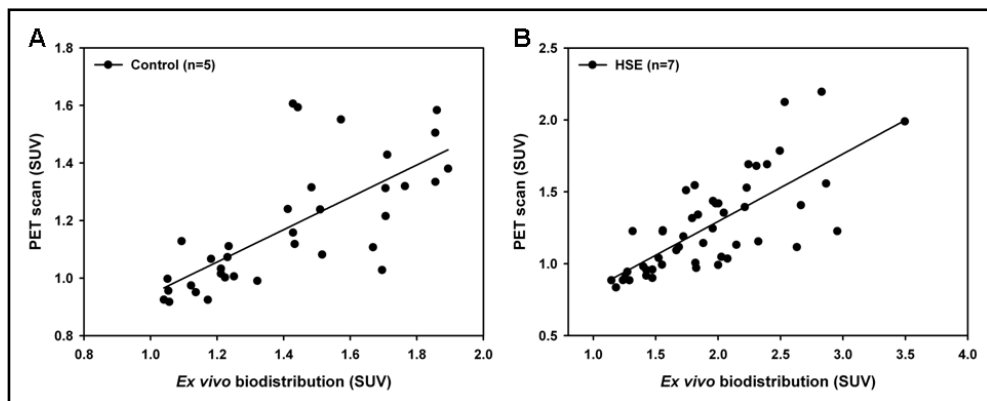 A
B
1.8
1.6
1.4
1.2
1.0
0.8
PET scan (SUV)
Control (n=5)
0.8 1.0 1.2 1.4 1.6 1.8 2.0
Ex vivo biodistribution (SUV)
2.5
2.0
1.5
1.0
0.5
PET scan (SUV)
HSE (n=7)
1.0 1.5 2.0 2.5 3.0 3.5 4.0
Ex vivo biodistribution (SUV)